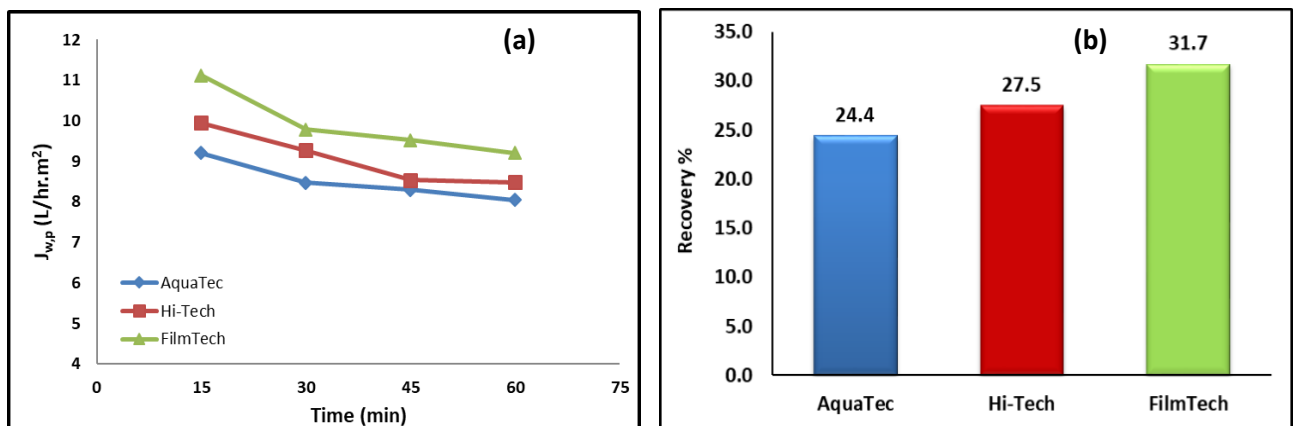 (a)
12
11
10
9
8
7
6
5
4
J_w,p (L/hr.m²)
AquaTec
Hi-Tech
FilmTech
0 15 30 45 60 75
Time (min)
(b)
35.0
30.0
25.0
20.0
15.0
10.0
5.0
0.0
Recovery %
24.4
27.5
31.7
AquaTec Hi-Tech FilmTech